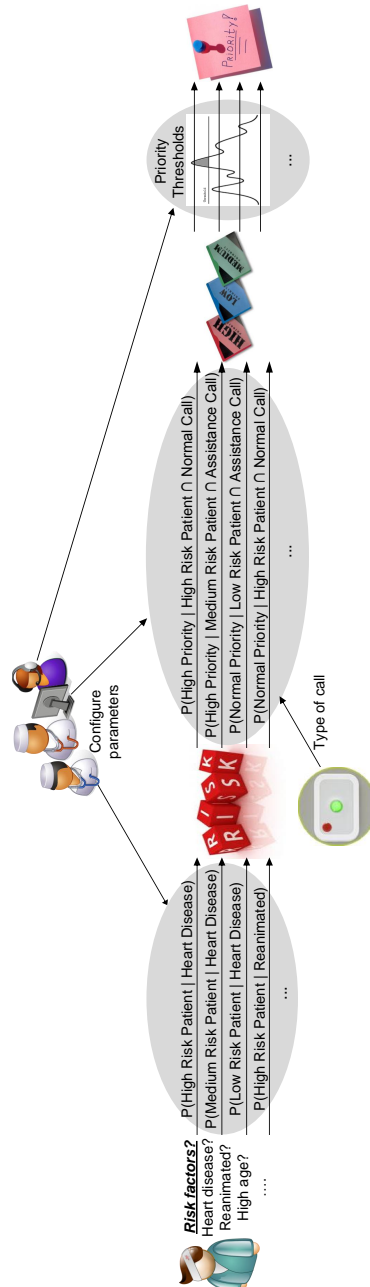 Risk factors?
Heart disease?
Reanimated?
High age?
....
P(High Risk Patient | Heart Disease)
P(Medium Risk Patient | Heart Disease)
P(Low Risk Patient | Heart Disease)
P(High Risk Patient | Reanimated)
...
Configure
parameters
RISK
RISSK
Type of call
P(High Priority | High Risk Patient ∩ Normal Call)
P(High Priority | Medium Risk Patient ∩ Assistance Call)
P(Normal Priority | Low Risk Patient ∩ Assistance Call)
P(Normal Priority | High Risk Patient ∩ Normal Call)
...
HIGH
LOW
MEDIUM
Priority
Thresholds
Threshold
...
PRIORITY!